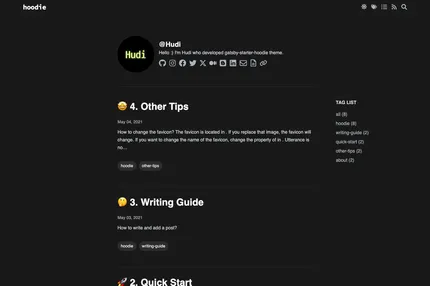 hoodie
Hudi
@Hudi
Hello :) I'm Hudi who developed gatsby-starter-hoodie theme.
🤩 4. Other Tips
May 04, 2021
How to change the favicon? The favicon is located in . If you replace that image, the favicon will
change. If you want to change the name of the favicon, change the property of in . Utterance is
no…
hoodie other-tips
🤔 3. Writing Guide
May 03, 2021
How to write and add a post?
hoodie writing-guide
🚀 2. Quick Start
TAG LIST
all (8)
hoodie (8)
writing-guide (2)
quick-start (2)
other-tips (2)
about (2)